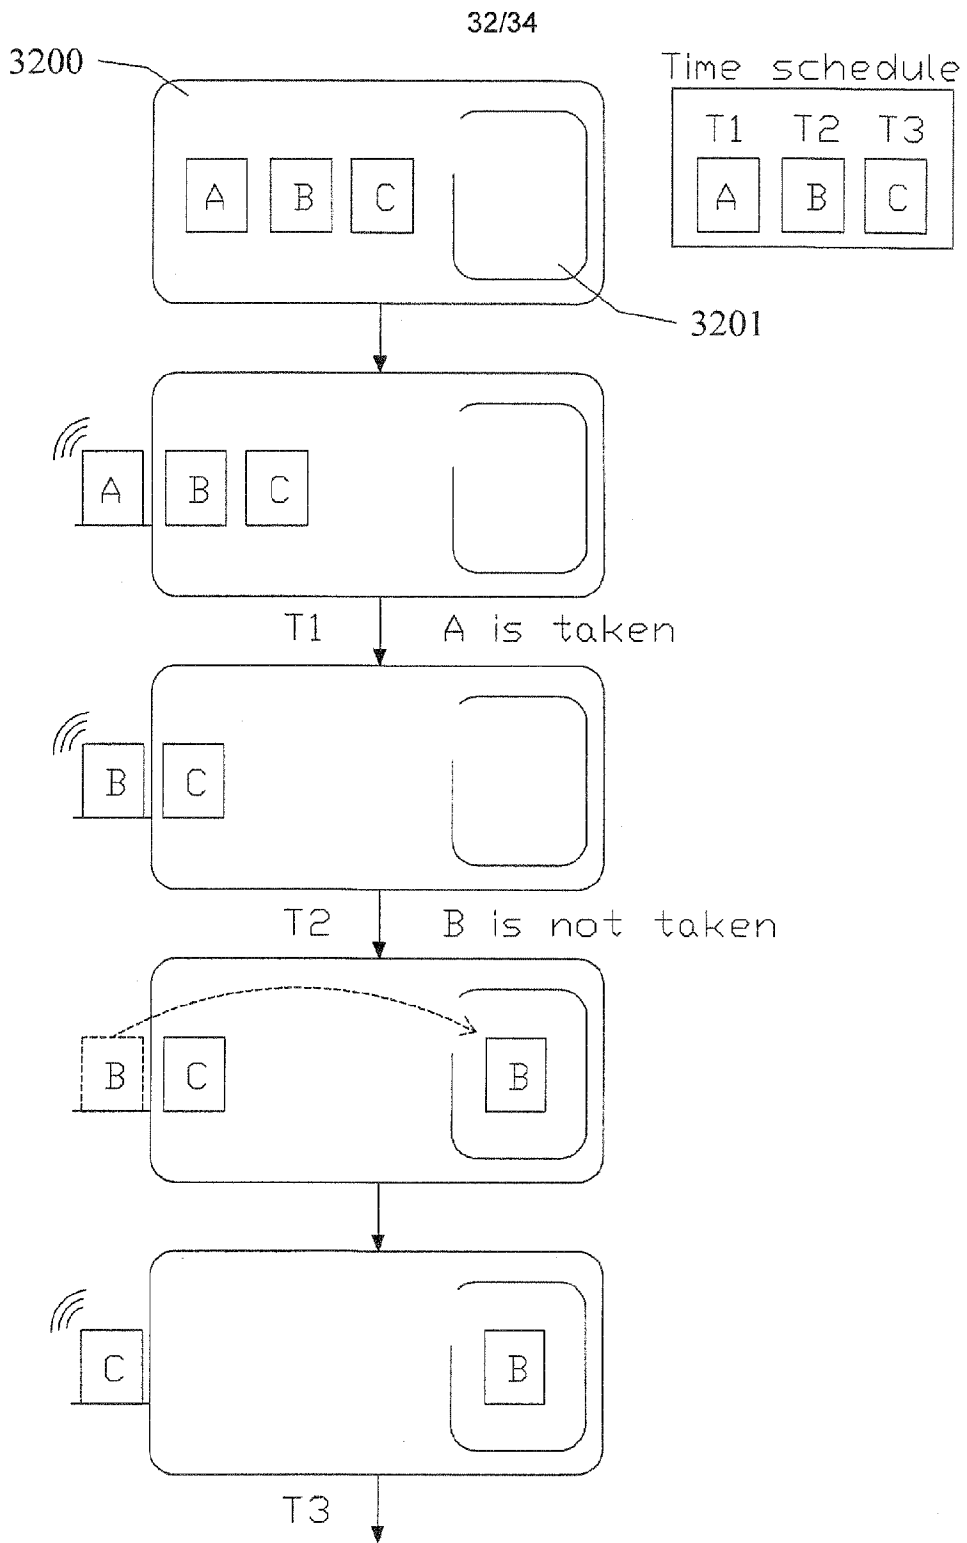 32/34
3200
Time schedule
T1 T2 T3
A B C
A B C
3201
A B C
T1 A is taken
B C
T2 B is not taken
B C B
C B
T3